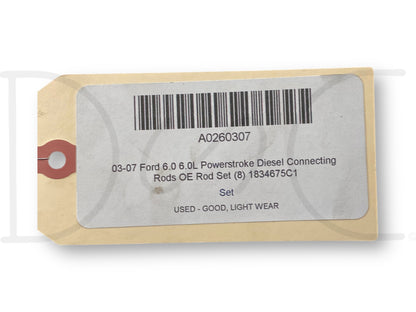 A0260307
03-07 Ford 6.0 6.0L Powerstroke Diesel Connecting
Rods OE Rod Set (8) 1834675C1
Set
USED - GOOD, LIGHT WEAR